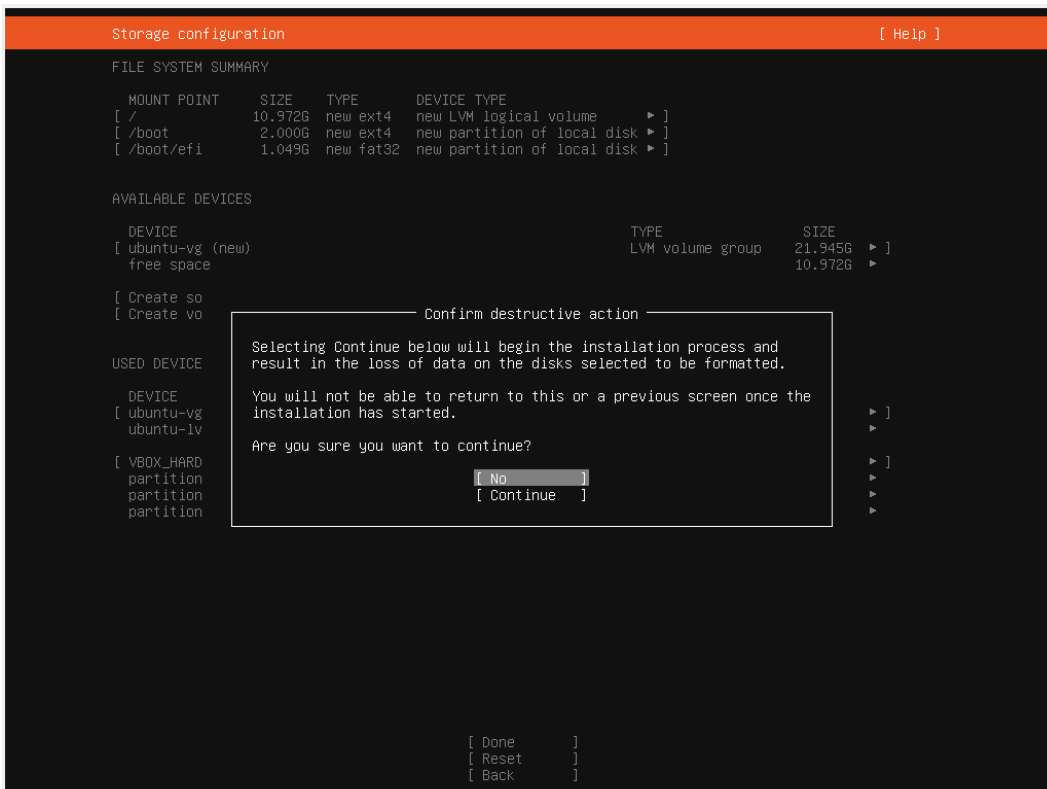 Storage configuration [ Help ]
FILE SYSTEM SUMMARY
MOUNT POINT SIZE TYPE DEVICE TYPE
[ / 10.972G new ext4 new LVM logical volume ▸ ]
[ /boot 2.000G new ext4 new partition of local disk ▸ ]
[ /boot/efi 1.049G new fat32 new partition of local disk ▸ ]
AVAILABLE DEVICES
DEVICE TYPE SIZE
[ ubuntu-vg (new) LVM volume group 21.945G ▸ ]
free space 10.972G ▸
[ Create so
[ Create vo
Confirm destructive action
Selecting Continue below will begin the installation process and
result in the loss of data on the disks selected to be formatted.
You will not be able to return to this or a previous screen once the
installation has started.
Are you sure you want to continue?
[ No ]
[ Continue ]
USED DEVICE
DEVICE
[ ubuntu-vg ▸ ]
ubuntu-lv ▸
[ VBOX_HARD ▸ ]
partition ▸
partition ▸
partition ▸
[ Done ]
[ Reset ]
[ Back ]